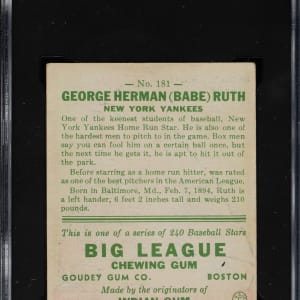 — No. 181 —
GEORGE HERMAN (BABE) RUTH
NEW YORK YANKEES
One of the keenest students of baseball, New
York Yankees Home Run Star. He is also one of
the hardest men to pitch to in the game. Box men
say you can fool him on a certain ball once, but
the next time he gets it, he is apt to hit it out
of the park.
Before starring as a home run hitter, was rated
as one of the best pitchers in the American League.
Born in Baltimore, Md., Feb. 7, 1894, Ruth is
a left hander, 6 feet 2 inches tall and weighs 210
pounds.
This is one of a series of 240 Baseball Stars
BIG LEAGUE
CHEWING GUM
GOUDEY GUM CO. BOSTON
Made by the originators of
INDIAN GUM